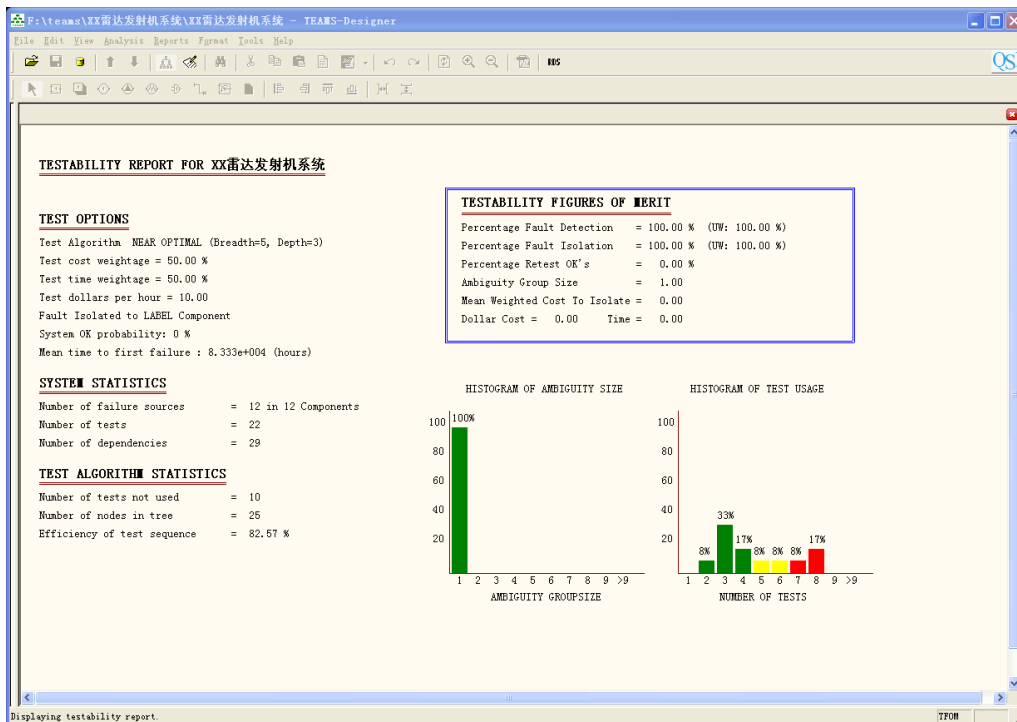 F:\teams\XX雷达发射机系统\XX雷达发射机系统 - TEAMS-Designer
File Edit View Analysis Reports Format Tools Help
RDS
QS
TESTABILITY REPORT FOR XX雷达发射机系统
TEST OPTIONS
Test Algorithm NEAR OPTIMAL (Breadth=5, Depth=3)
Test cost weightage = 50.00 %
Test time weightage = 50.00 %
Test dollars per hour = 10.00
Fault Isolated to LABEL Component
System OK probability: 0 %
Mean time to first failure : 8.333e+004 (hours)
SYSTEM STATISTICS
Number of failure sources = 12 in 12 Components
Number of tests = 22
Number of dependencies = 29
TEST ALGORITHM STATISTICS
Number of tests not used = 10
Number of nodes in tree = 25
Efficiency of test sequence = 82.57 %
TESTABILITY FIGURES OF MERIT
Percentage Fault Detection = 100.00 % (UW: 100.00 %)
Percentage Fault Isolation = 100.00 % (UW: 100.00 %)
Percentage Retest OK's = 0.00 %
Ambiguity Group Size = 1.00
Mean Weighted Cost To Isolate = 0.00
Dollar Cost = 0.00 Time = 0.00
HISTOGRAM OF AMBIGUITY SIZE
100 100%
80
60
40
20
1 2 3 4 5 6 7 8 9 >9
AMBIGUITY GROUPSIZE
HISTOGRAM OF TEST USAGE
100
80
60
40
20
8% 33% 17% 8% 8% 8% 17%
1 2 3 4 5 6 7 8 9 >9
NUMBER OF TESTS
Displaying testability report.
TFOM